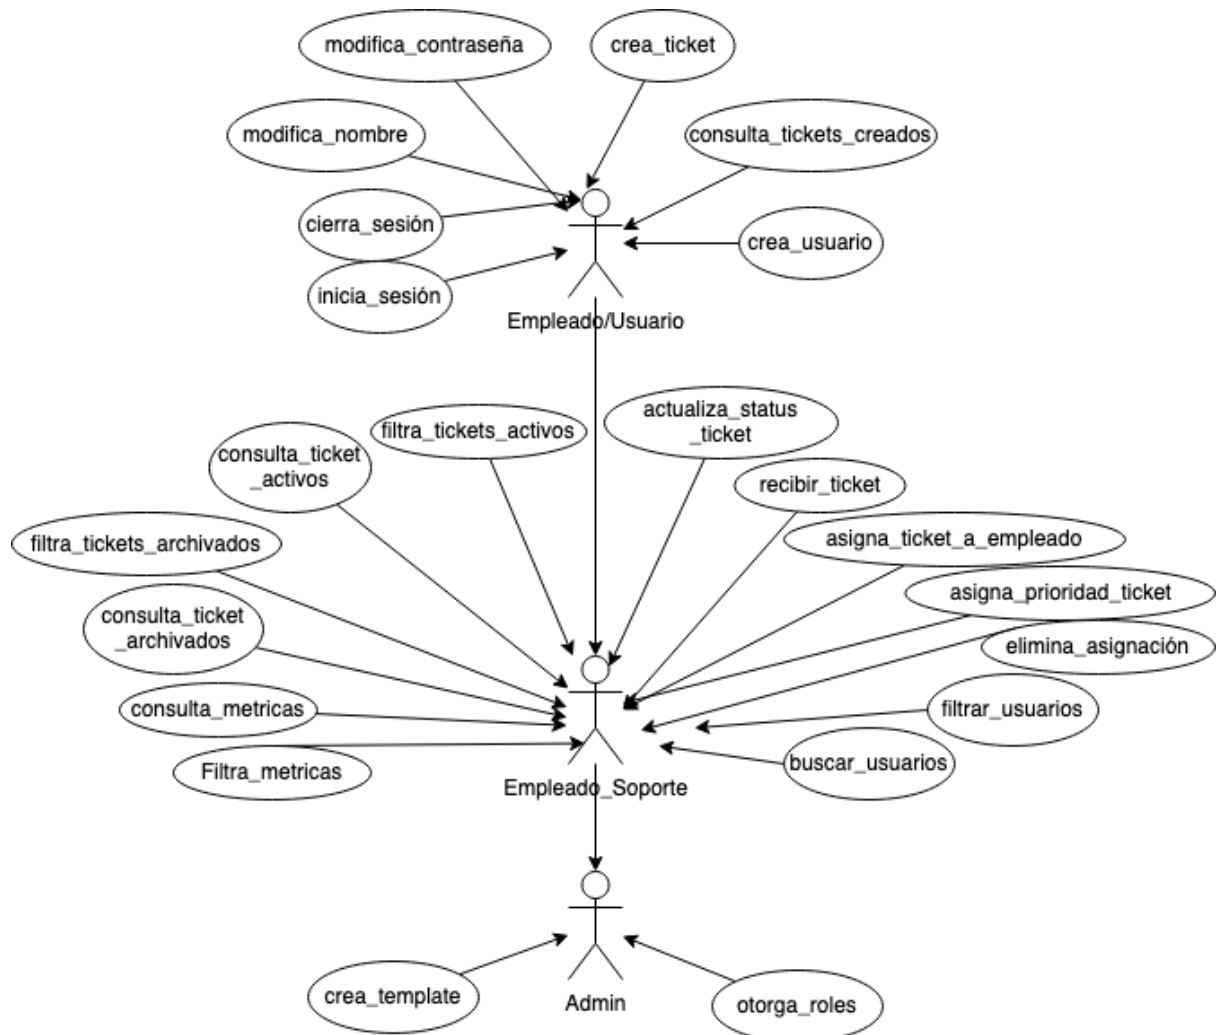 modifica_contraseña
crea_ticket
modifica_nombre
consulta_tickets_creados
cierra_sesión
crea_usuario
inicia_sesión
Empleado/Usuario
filtra_tickets_activos
actualiza_status
_ticket
consulta_ticket
_activos
recibir_ticket
filtra_tickets_archivados
asigna_ticket_a_empleado
asigna_prioridad_ticket
consulta_ticket
_archivados
elimina_asignación
consulta_metricas
filtrar_usuarios
Filtra_metricas
buscar_usuarios
Empleado_Soporte
crea_template
Admin
otorga_roles